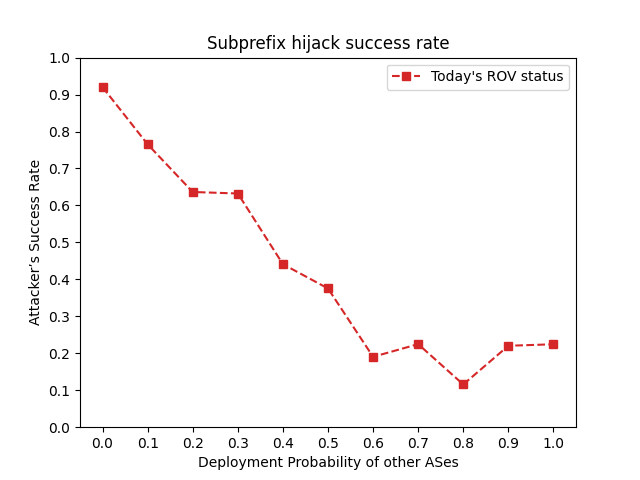 Subprefix hijack success rate
Today's ROV status
Attacker’s Success Rate
1.0
0.9
0.8
0.7
0.6
0.5
0.4
0.3
0.2
0.1
0.0
0.0 0.1 0.2 0.3 0.4 0.5 0.6 0.7 0.8 0.9 1.0
Deployment Probability of other ASes